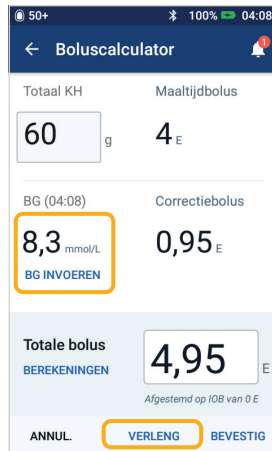 50+ 100% 04:08
← Boluscalculator 1
Totaal KH Maaltijdbolus
60 g 4 E
BG (04:08) Correctiebolus
8,3 mmol/L 0,95 E
BG INVOEREN
Totale bolus 4,95 E
BEREKENINGEN
Afgestemd op IOB van 0 E
ANNUL. VERLENG BEVESTIG